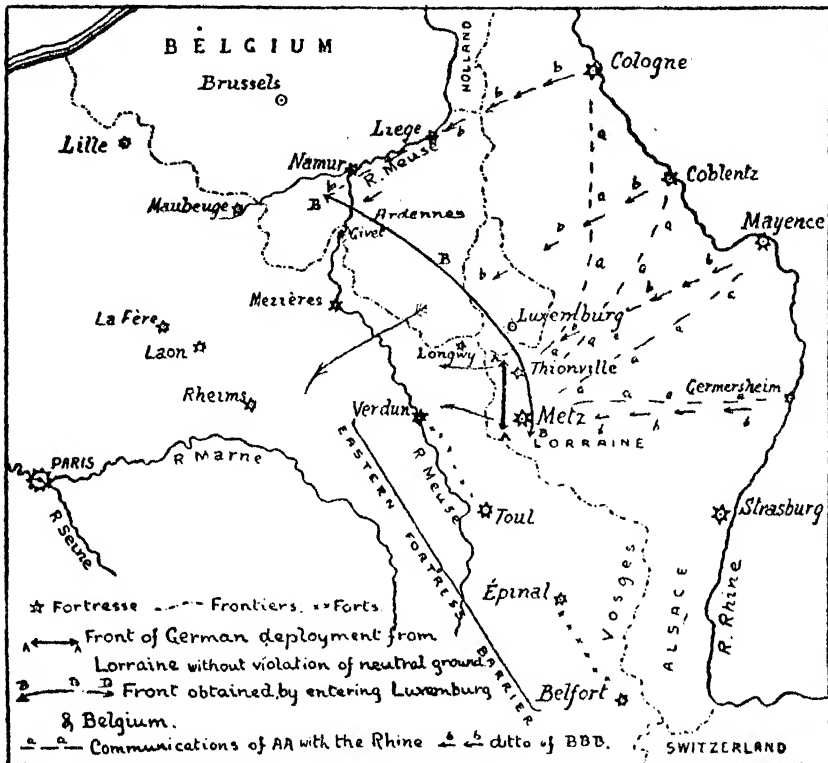 BELGIUM
HOLLAND
Brussels
Cologne
Lille
Liege
Namur
R. Meuse
Coblentz
Maubeuge
Ardennes
Givet
Mayence
Mezières
La Fère
Laon
Luxemburg
Longwy
Thionville
Rheims
Germersheim
Verdun
Metz
LORRAINE
PARIS
R Marne
R Seine
EASTERN FORTRESS BARRIER
R Meuse
Toul
Strasburg
Épinal
Vosges
ALSACE
R. Rhine
Belfort
SWITZERLAND
Fortresse Frontiers. Forts.
A A Front of German deployment from
Lorraine without violation of neutral ground.
B B B Front obtained by entering Luxemburg
& Belgium.
a a Communications of AA with the Rhine b b ditto of BBB.